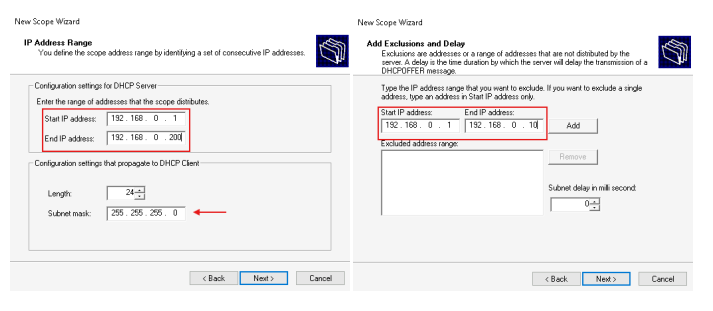 New Scope Wizard
IP Address Range
You define the scope address range by identifying a set of consecutive IP addresses.
Configuration settings for DHCP Server
Enter the range of addresses that the scope distributes.
Start IP address: 192 . 168 . 0 . 1
End IP address: 192 . 168 . 0 . 200
Configuration settings that propagate to DHCP Client
Length: 24
Subnet mask: 255 . 255 . 255 . 0
< Back Next > Cancel
New Scope Wizard
Add Exclusions and Delay
Exclusions are addresses or a range of addresses that are not distributed by the
server. A delay is the time duration by which the server will delay the transmission of a
DHCPOFFER message.
Type the IP address range that you want to exclude. If you want to exclude a single
address, type an address in Start IP address only.
Start IP address: End IP address:
192 . 168 . 0 . 1 192 . 168 . 0 . 10 Add
Excluded address range:
Remove
Subnet delay in milli second:
0
< Back Next > Cancel